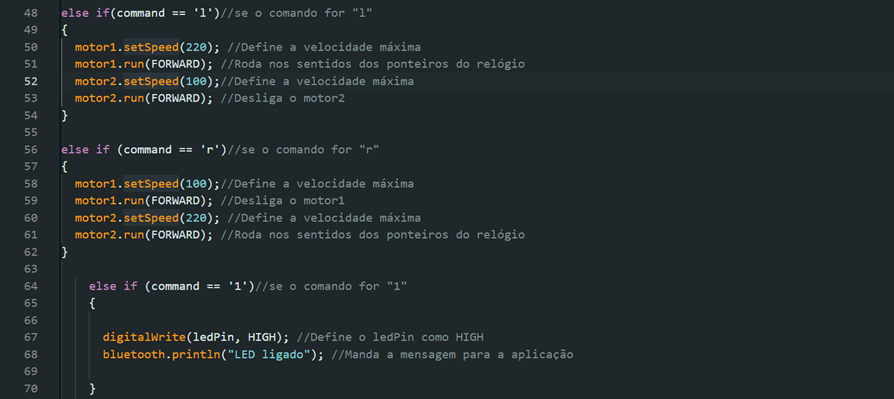 48 else if(command == 'l')//se o comando for "l"
49 {
50 motor1.setSpeed(220); //Define a velocidade máxima
51 motor1.run(FORWARD); //Roda nos sentidos dos ponteiros do relógio
52 motor2.setSpeed(100);//Define a velocidade máxima
53 motor2.run(FORWARD); //Desliga o motor2
54 }
55
56 else if (command == 'r')//se o comando for "r"
57 {
58 motor1.setSpeed(100);//Define a velocidade máxima
59 motor1.run(FORWARD); //Desliga o motor1
60 motor2.setSpeed(220); //Define a velocidade máxima
61 motor2.run(FORWARD); //Roda nos sentidos dos ponteiros do relógio
62 }
63
64 else if (command == '1')//se o comando for "1"
65 {
66
67 digitalWrite(ledPin, HIGH); //Define o ledPin como HIGH
68 bluetooth.println("LED ligado"); //Manda a mensagem para a aplicação
69
70 }